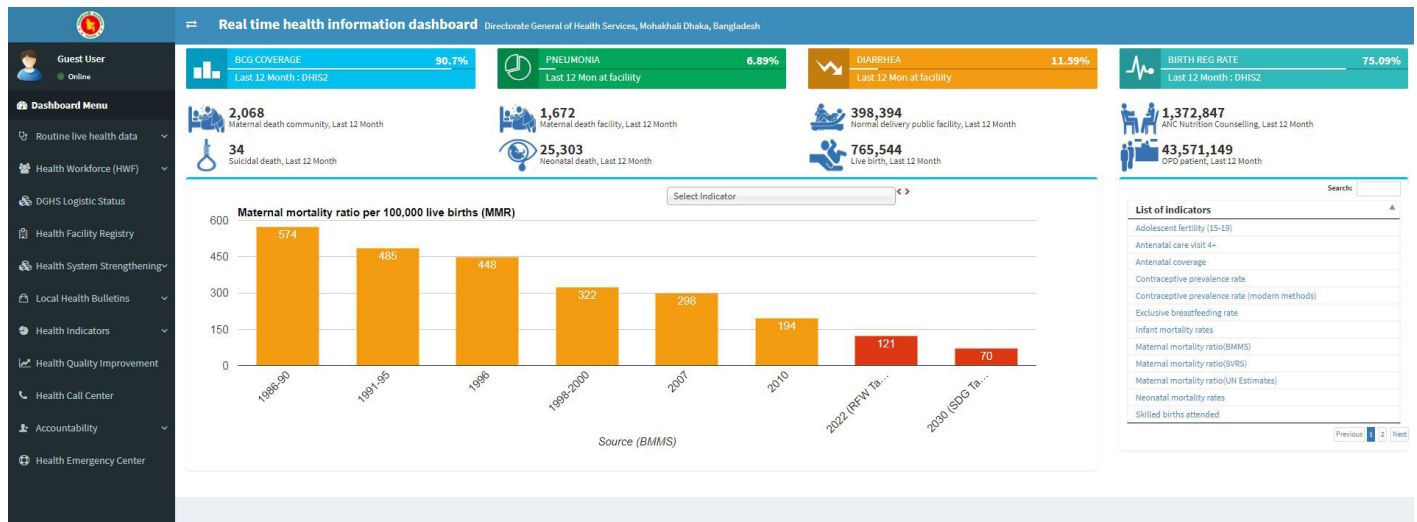 Real time health information dashboard Directorate General of Health Services, Mohakhali Dhaka, Bangladesh
Guest User
Online
Dashboard Menu
Routine live health data
Health Workforce (HWF)
DGHS Logistic Status
Health Facility Registry
Health System Strengthening
Local Health Bulletins
Health Indicators
Health Quality Improvement
Health Call Center
Accountability
Health Emergency Center
BCG COVERAGE 90.7%
Last 12 Month : DHIS2
PNEUMONIA 6.89%
Last 12 Mon at facility
DIARRHEA 11.59%
Last 12 Mon at facility
BIRTH REG RATE 75.09%
Last 12 Month : DHIS2
2,068
Maternal death community, Last 12 Month
1,672
Maternal death facility, Last 12 Month
398,394
Normal delivery public facility, Last 12 Month
1,372,847
ANC Nutrition Counselling, Last 12 Month
34
Suicidal death, Last 12 Month
25,303
Neonatal death, Last 12 Month
765,544
Live birth, Last 12 Month
43,571,149
OPD patient, Last 12 Month
Select Indicator
< >
Maternal mortality ratio per 100,000 live births (MMR)
600
450
300
150
0
574
485
448
322
298
194
121
70
1986-90
1991-95
1996
1998-2000
2007
2010
2022 (RFW Ta...
2030 (SDG Ta...
Source (BMMS)
Search:
List of indicators
Adolescent fertility (15-19)
Antenatal care visit 4+
Antenatal coverage
Contraceptive prevalence rate
Contraceptive prevalence rate (modern methods)
Exclusive breastfeeding rate
Infant mortality rates
Maternal mortality ratio(BMMS)
Maternal mortality ratio(SVRS)
Maternal mortality ratio(UN Estimates)
Neonatal mortality rates
Skilled births attended
Previous 1 2 Next